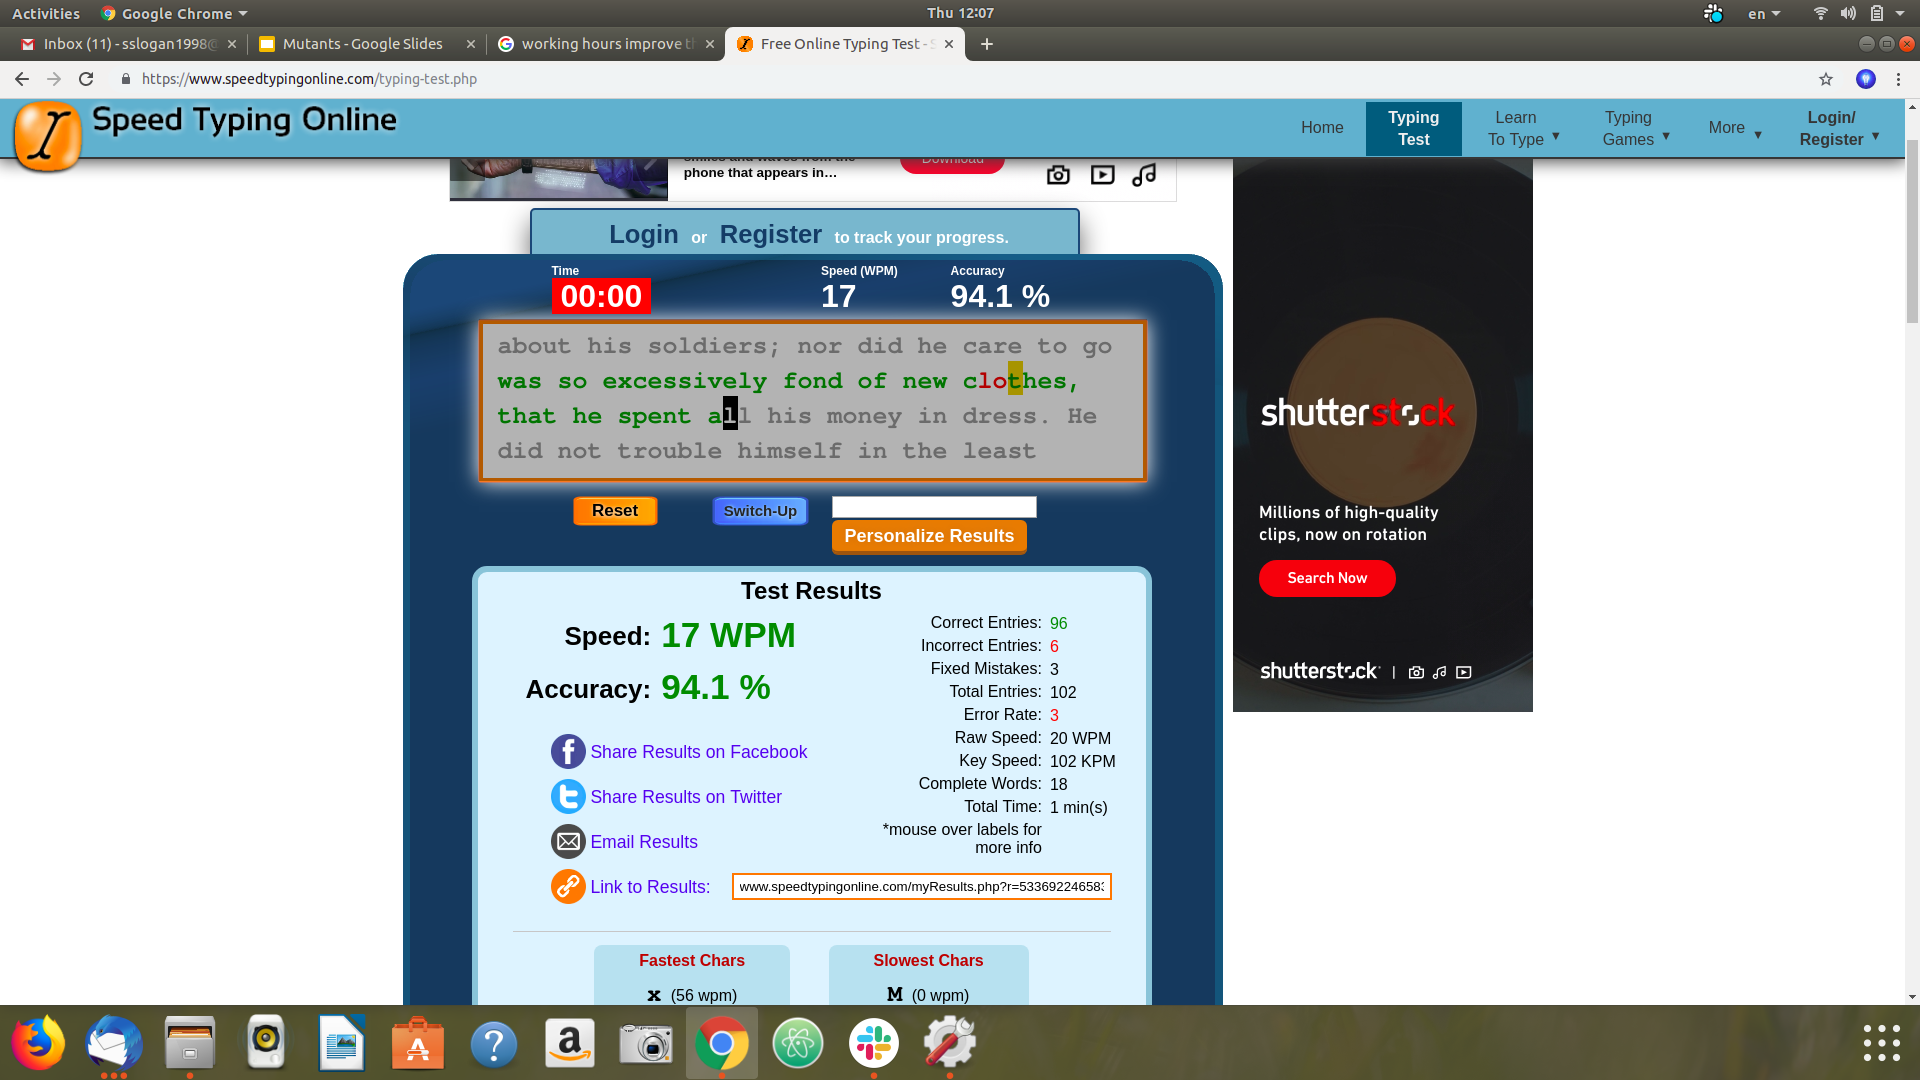 Activities Google Chrome Thu 12:07 en
Inbox (11) - sslogan1998@ Mutants - Google Slides working hours improve th Free Online Typing Test - S
https://www.speedtypingonline.com/typing-test.php
Speed Typing Online
Home
Typing Test
Learn To Type
Typing Games
More
Login/ Register
smiles and waves from the
phone that appears in...
Download
Login or Register to track your progress.
Time Speed (WPM) Accuracy
00:00 17 94.1 %
about his soldiers; nor did he care to go
was so excessively fond of new clothes,
that he spent all his money in dress. He
did not trouble himself in the least
Reset Switch-Up
Personalize Results
Test Results
Speed: 17 WPM
Accuracy: 94.1 %
Correct Entries: 96
Incorrect Entries: 6
Fixed Mistakes: 3
Total Entries: 102
Error Rate: 3
Raw Speed: 20 WPM
Key Speed: 102 KPM
Complete Words: 18
Total Time: 1 min(s)
*mouse over labels for
more info
Share Results on Facebook
Share Results on Twitter
Email Results
Link to Results: www.speedtypingonline.com/myResults.php?r=533692246583
Fastest Chars Slowest Chars
x (56 wpm) M (0 wpm)
shutterstock
Millions of high-quality
clips, now on rotation
Search Now
shutterstock